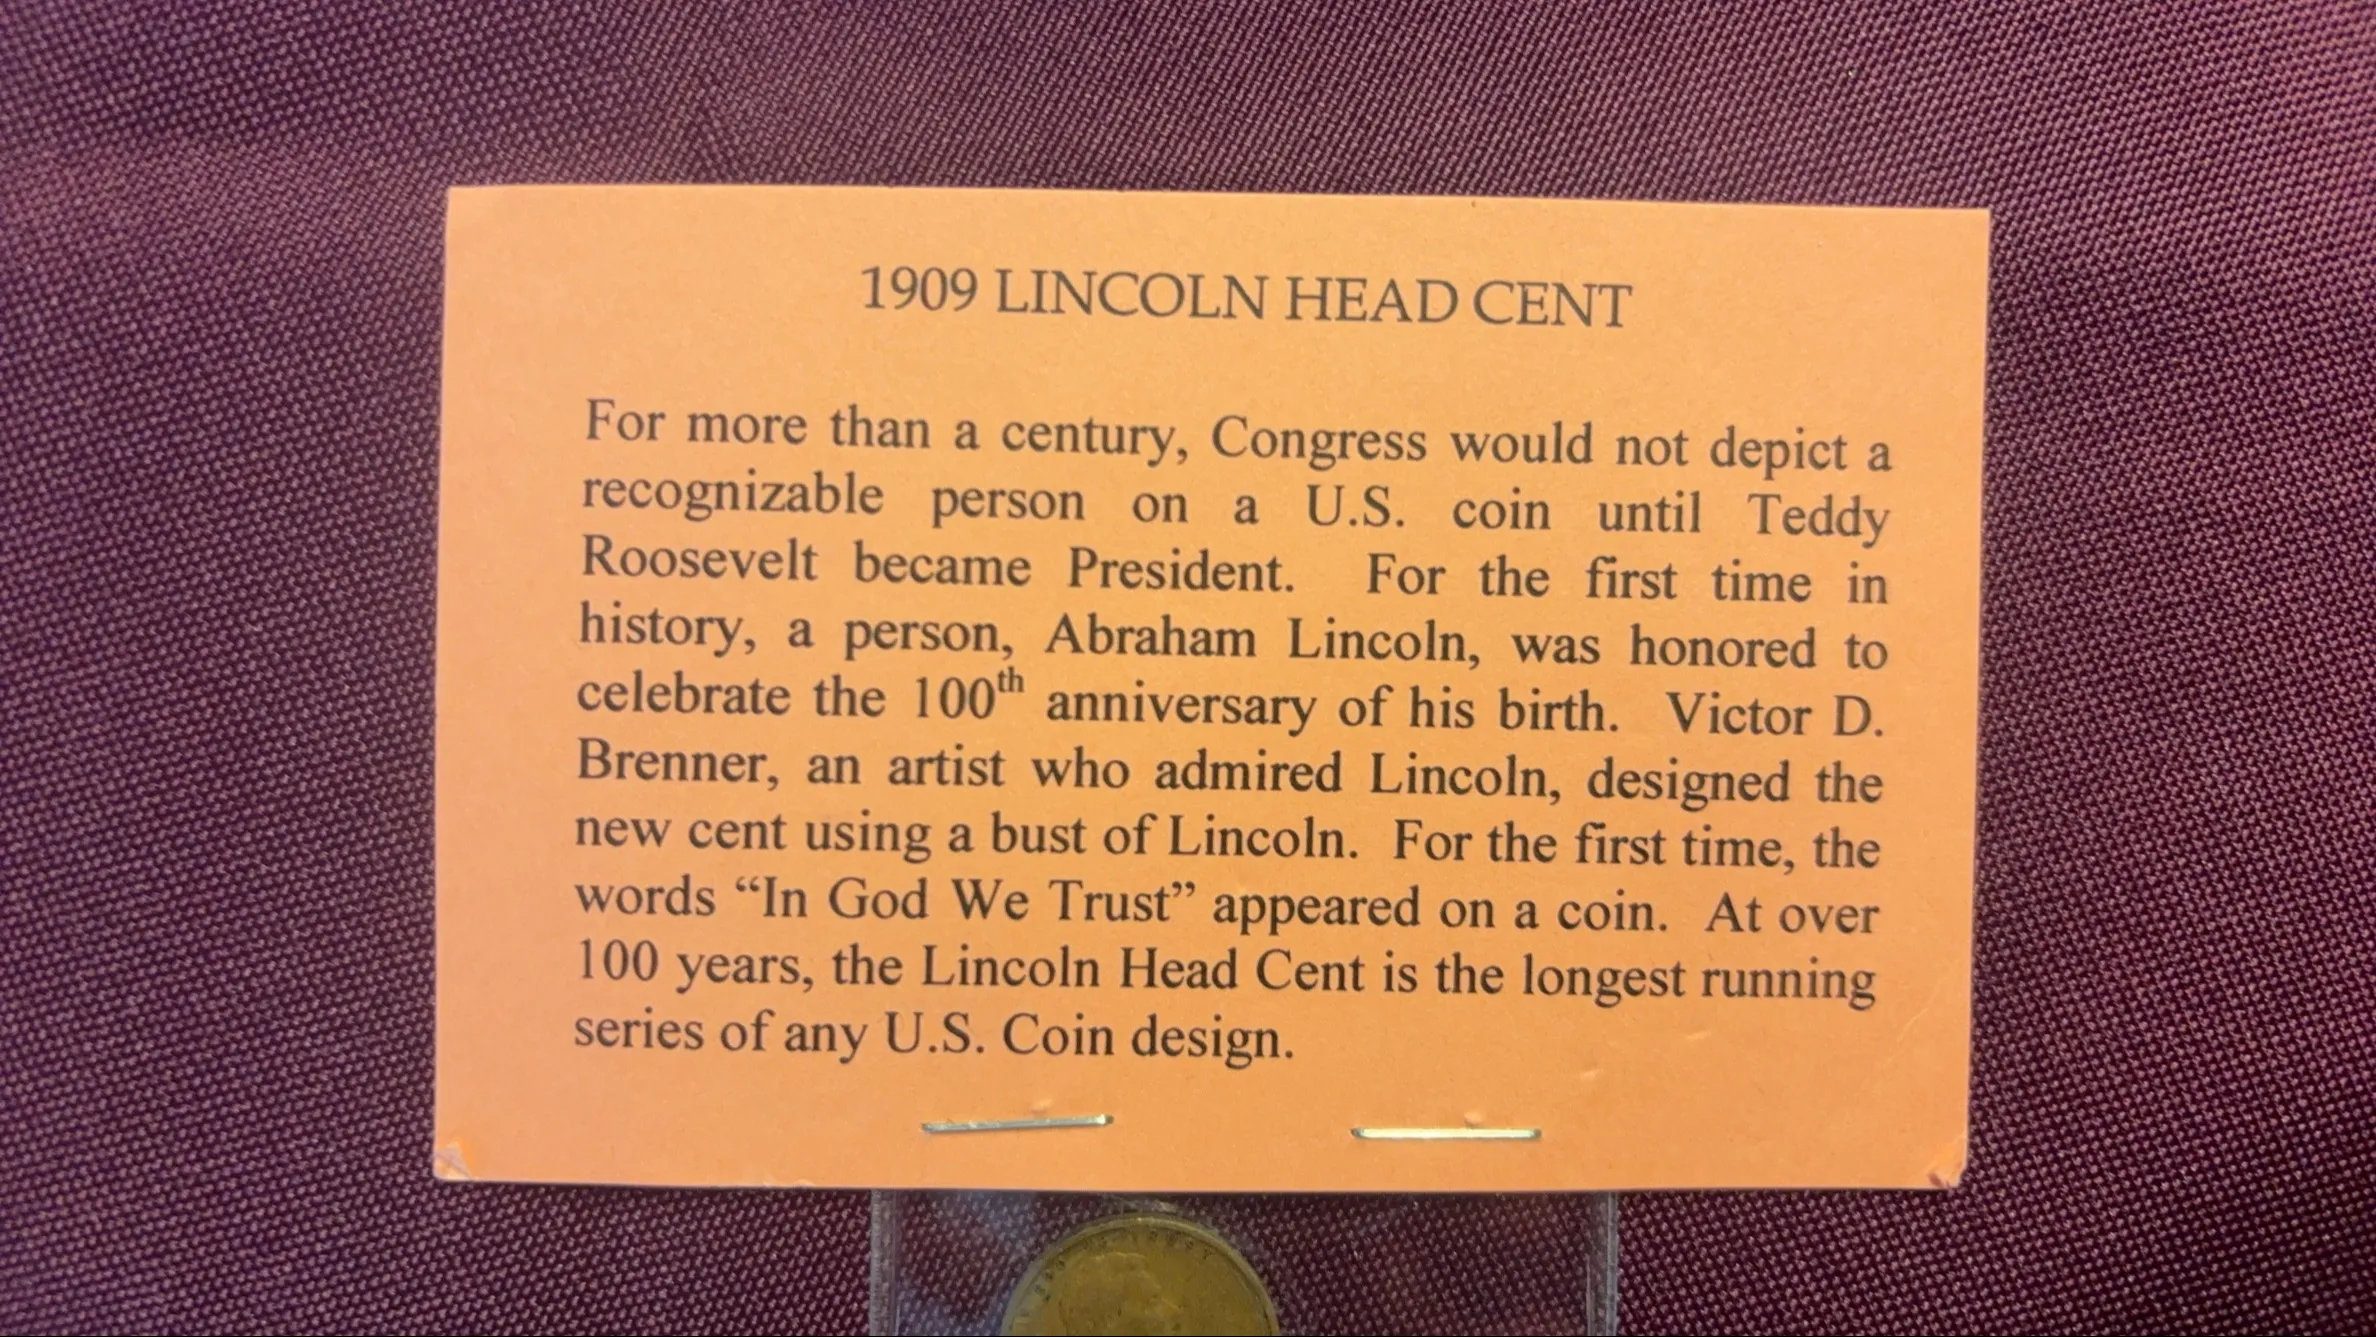 1909 LINCOLN HEAD CENT
For more than a century, Congress would not depict a
recognizable person on a U.S. coin until Teddy
Roosevelt became President. For the first time in
history, a person, Abraham Lincoln, was honored to
celebrate the 100th anniversary of his birth. Victor D.
Brenner, an artist who admired Lincoln, designed the
new cent using a bust of Lincoln. For the first time, the
words “In God We Trust” appeared on a coin. At over
100 years, the Lincoln Head Cent is the longest running
series of any U.S. Coin design.